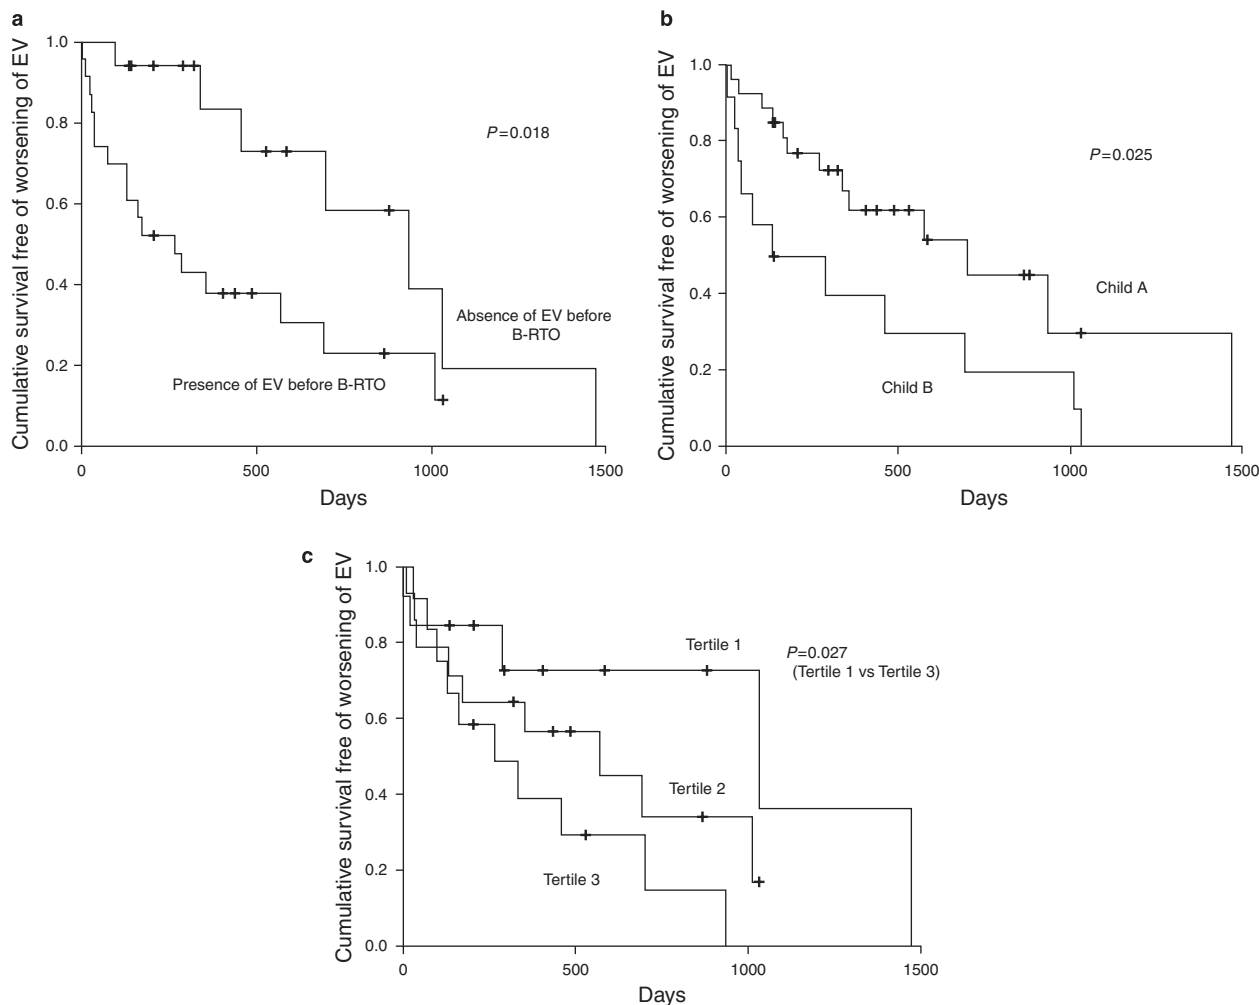 a
Cumulative survival free of worsening of EV
1.0
0.8
0.6
0.4
0.2
0.0
0
500
1000
1500
Days
P=0.018
Absence of EV before
B-RTO
Presence of EV before B-RTO
b
Cumulative survival free of worsening of EV
1.0
0.8
0.6
0.4
0.2
0.0
0
500
1000
1500
Days
P=0.025
Child A
Child B
c
Cumulative survival free of worsening of EV
1.0
0.8
0.6
0.4
0.2
0.0
0
500
1000
1500
Days
Tertile 1
P=0.027
(Tertile 1 vs Tertile 3)
Tertile 2
Tertile 3